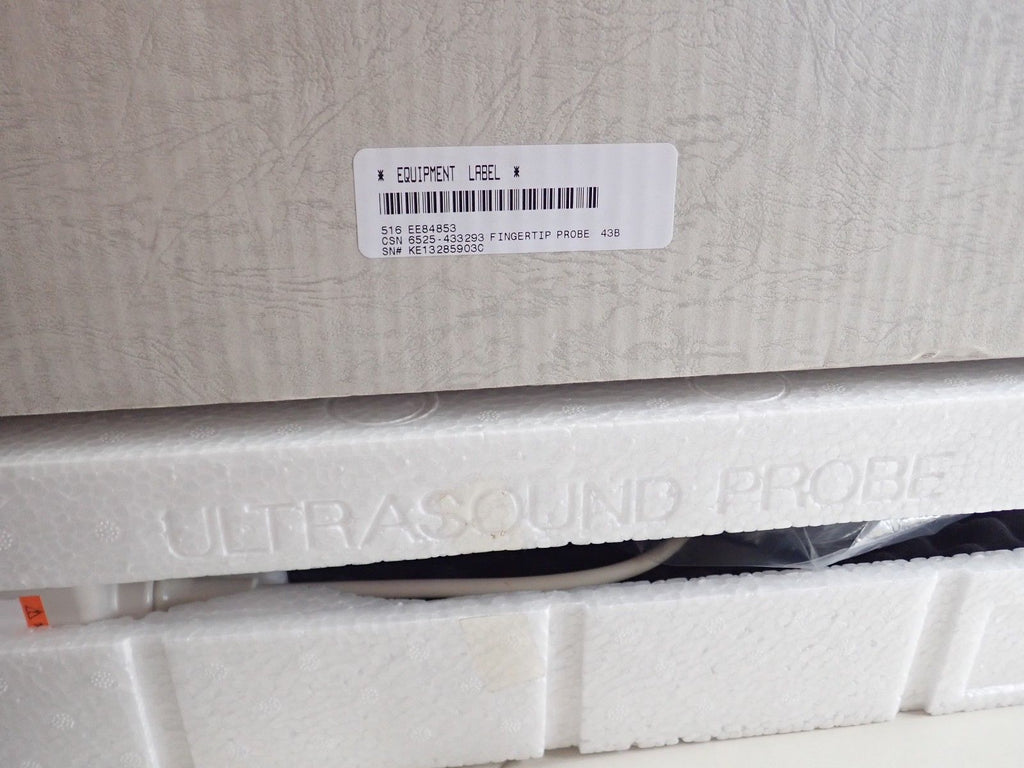 * EQUIPMENT LABEL *
516 EE84853
CSN 6525-433293 FINGERTIP PROBE 43B
SN# KE13285903C
ULTRASOUND PROBE